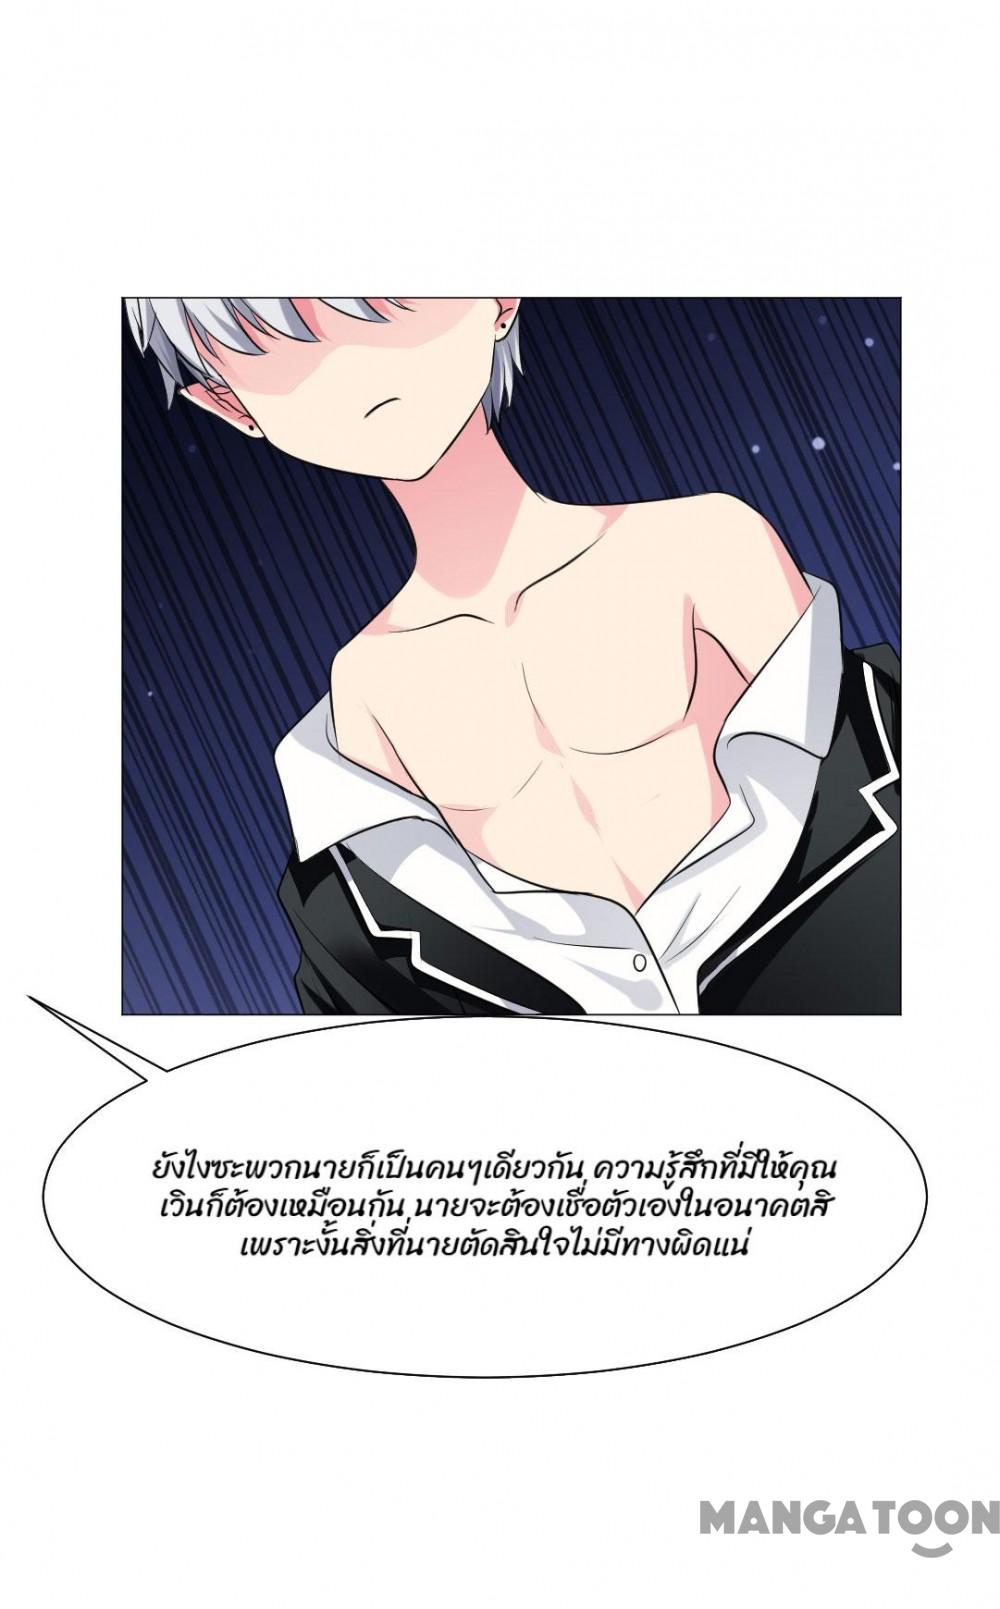 ยังไงซะพวกนายก็เป็นคนๆเดียวกัน ความรู้สึกที่มีให้คุณ
เวินก็ต้องเหมือนกัน นายจะต้องเชื่อตัวเองในอนาคตสิ
เพราะงั้นสิ่งที่นายตัดสินใจไม่มีทางผิดแน่
MANGATOON